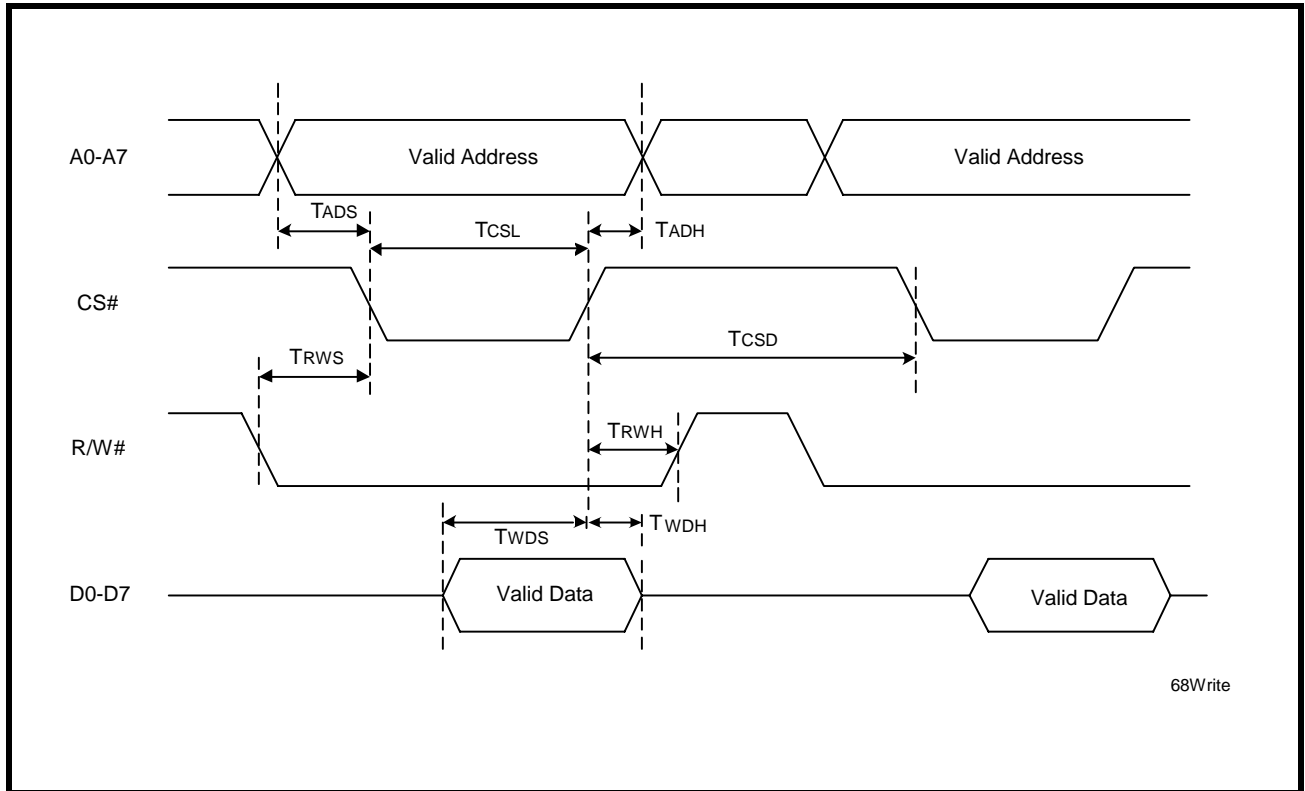 A0-A7
Valid Address
Valid Address
TADS
TCSL
TADH
CS#
TCSD
TRWS
R/W#
TRWH
TWDS
TWDH
D0-D7
Valid Data
Valid Data
68Write